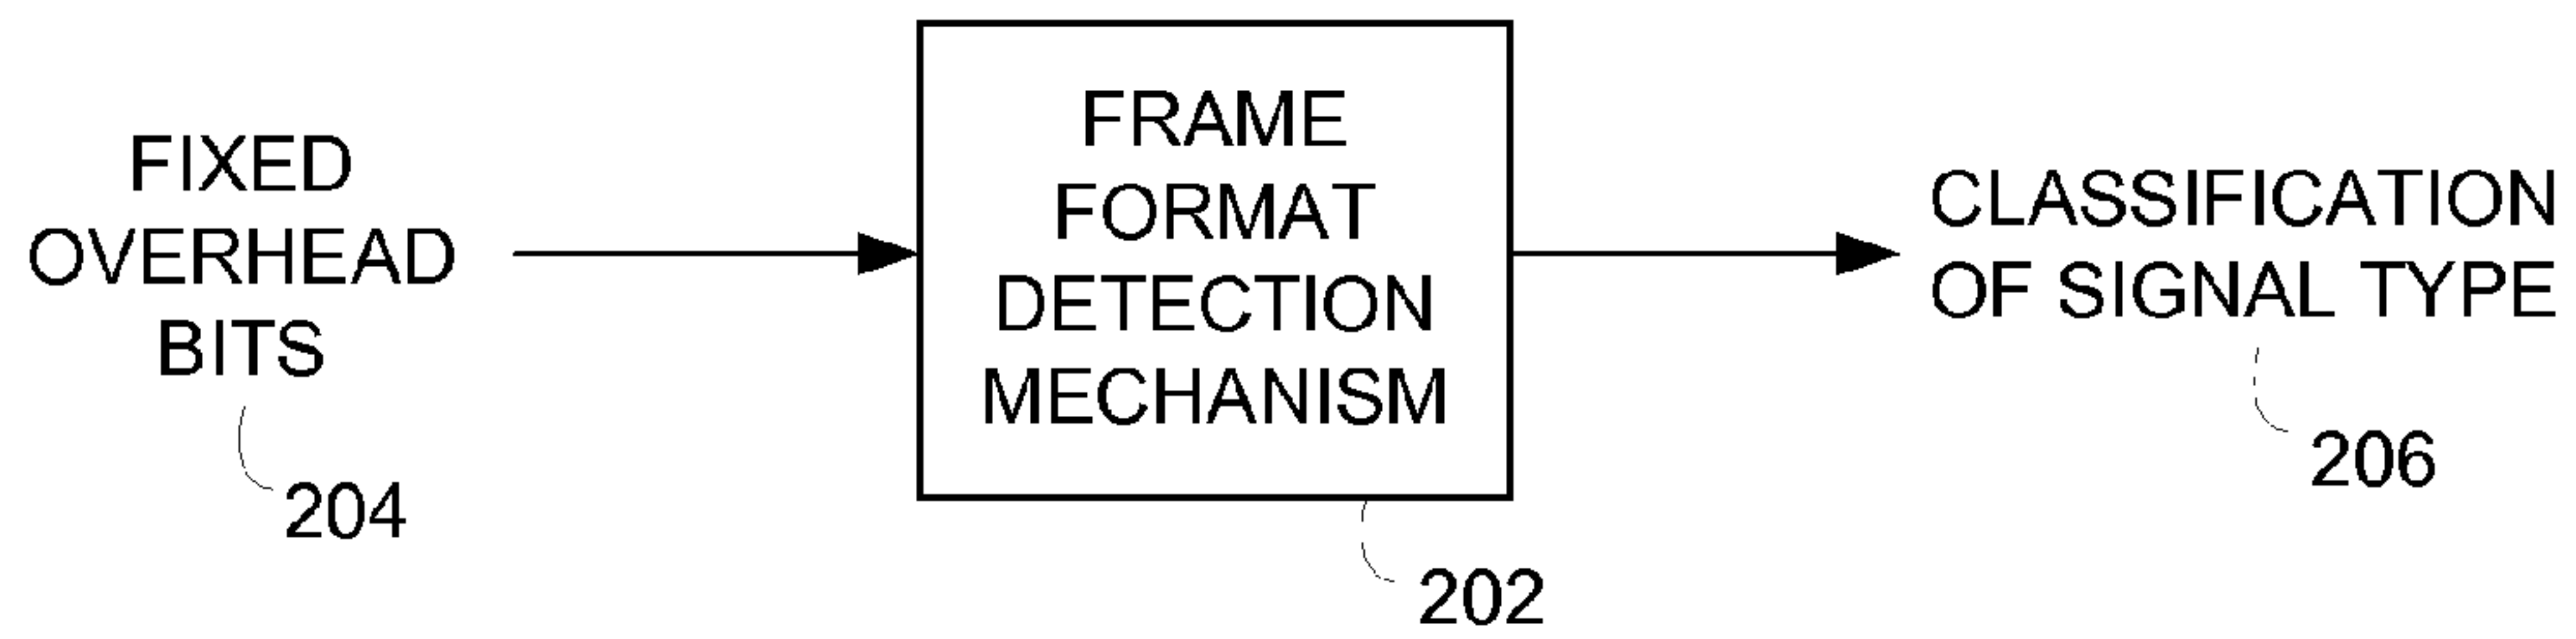 FIXED
OVERHEAD
BITS
204
FRAME
FORMAT
DETECTION
MECHANISM
202
CLASSIFICATION
OF SIGNAL TYPE
206